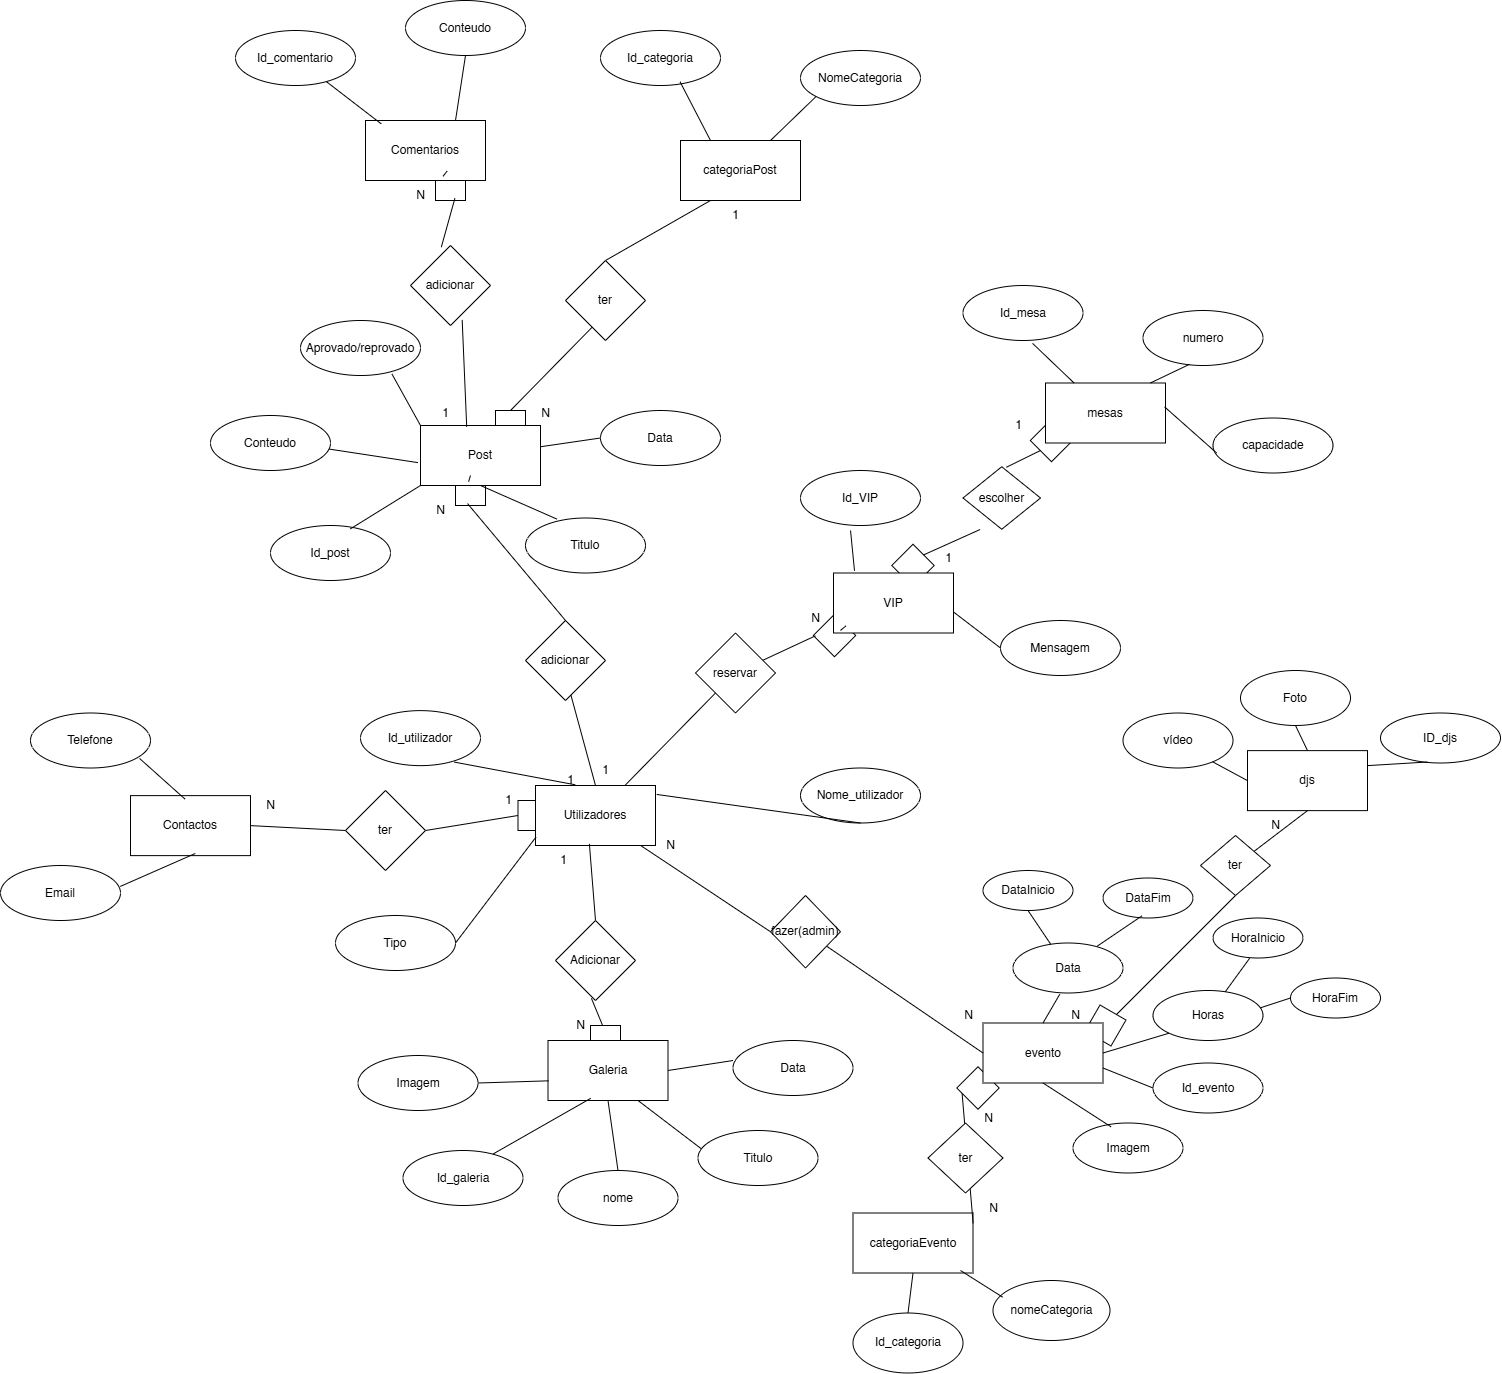 Conteudo
Id_comentario
Id_categoria
NomeCategoria
Comentarios
categoriaPost
N
1
adicionar
ter
Id_mesa
numero
Aprovado/reprovado
mesas
1
N
1
Conteudo
Data
capacidade
Post
escolher
Id_VIP
N
Titulo
Id_post
1
VIP
N
Mensagem
adicionar
reservar
Foto
Telefone
Id_utilizador
vídeo
ID_djs
1
1
djs
Nome_utilizador
1
N
Utilizadores
Contactos
ter
N
N
1
ter
Email
DataInicio
DataFim
fazer(admin)
HoraInicio
Tipo
Adicionar
Data
HoraFim
N
N
Horas
N
evento
Galeria
Data
Imagem
Id_evento
N
Imagem
Titulo
ter
Id_galeria
nome
N
categoriaEvento
nomeCategoria
Id_categoria